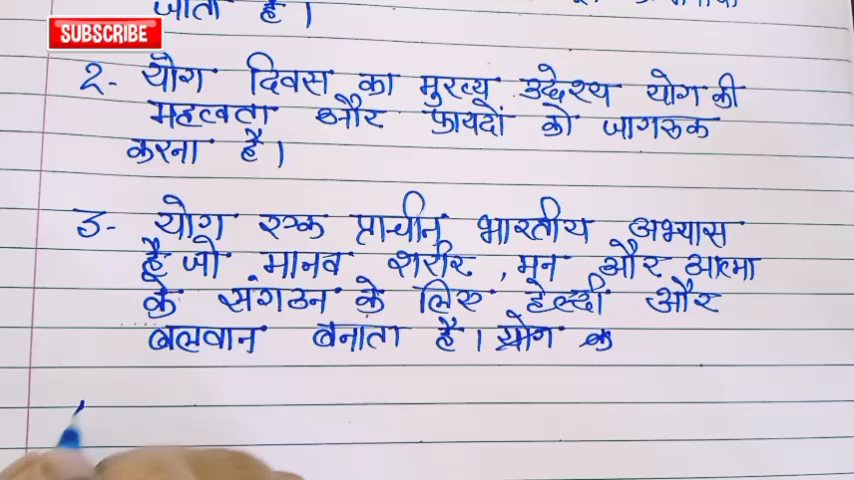 जाता है।
SUBSCRIBE
2- योग दिवस का मुख्य उद्देश्य योग की
महत्वता और फायदों को जागरुक
करना है।
3- योग एक प्राचीन भारतीय अभ्यास
है जो मानव शरीर, मन और आत्मा
के संगठन के लिए हेल्दी और
बलवान बनाता है। योग क